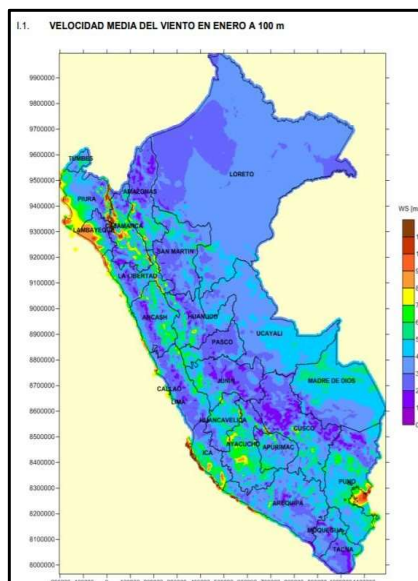 I.1. VELOCIDAD MEDIA DEL VIENTO EN ENERO A 100 m
9900000
9800000
9700000
9600000
9500000
9400000
9300000
9200000
9100000
9000000
8900000
8800000
8700000
8600000
8500000
8400000
8300000
8200000
8100000
8000000
TUMBES
PIURA
LORETO
AMAZONAS
LAMBAYEQUE
CAJAMARCA
SAN MARTIN
LA LIBERTAD
ANCASH
HUANUCO
UCAYALI
PASCO
JUNIN
MADRE DE DIOS
CALLAO
LIMA
HUANCAVELICA
CUSCO
AYACUCHO
APURIMAC
ICA
PUNO
AREQUIPA
MOQUEGUA
TACNA
WS [m